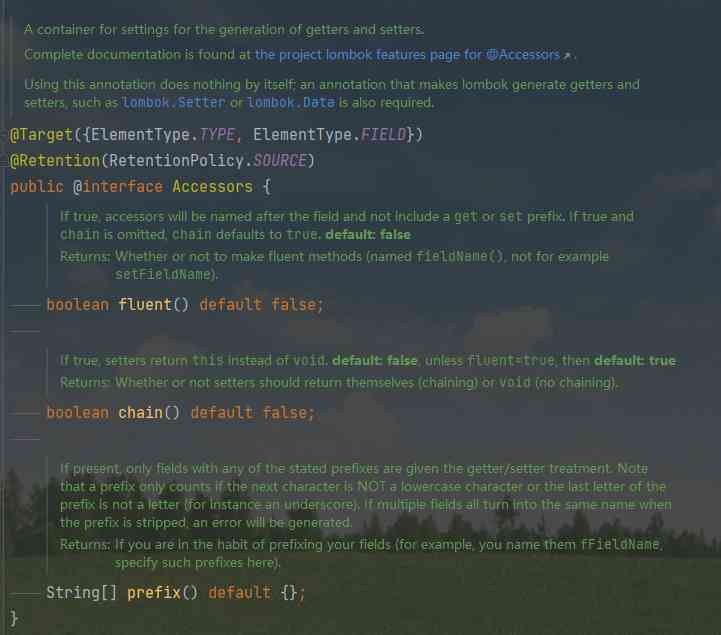 A container for settings for the generation of getters and setters.
Complete documentation is found at the project lombok features page for @Accessors ↗ .
Using this annotation does nothing by itself; an annotation that makes lombok generate getters and
setters, such as lombok.Setter or lombok.Data is also required.
@Target({ElementType.TYPE, ElementType.FIELD})
@Retention(RetentionPolicy.SOURCE)
public @interface Accessors {
If true, accessors will be named after the field and not include a get or set prefix. If true and
chain is omitted, chain defaults to true. default: false
Returns: Whether or not to make fluent methods (named fieldName(), not for example
setFieldName).
boolean fluent() default false;
If true, setters return this instead of void. default: false, unless fluent=true, then default: true
Returns: Whether or not setters should return themselves (chaining) or void (no chaining).
boolean chain() default false;
If present, only fields with any of the stated prefixes are given the getter/setter treatment. Note
that a prefix only counts if the next character is NOT a lowercase character or the last letter of the
prefix is not a letter (for instance an underscore). If multiple fields all turn into the same name when
the prefix is stripped, an error will be generated.
Returns: If you are in the habit of prefixing your fields (for example, you name them fFieldName,
specify such prefixes here).
String[] prefix() default {};
}